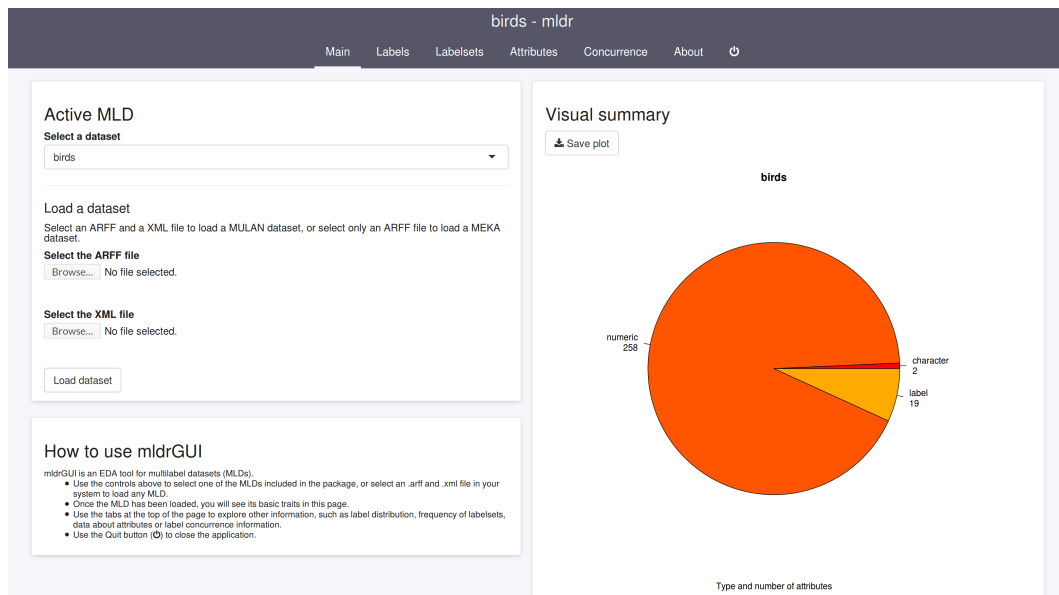 birds - mldr
Main Labels Labelsets Attributes Concurrence About
Active MLD
Select a dataset
birds
Load a dataset
Select an ARFF and a XML file to load a MULAN dataset, or select only an ARFF file to load a MEKA
dataset.
Select the ARFF file
Browse... No file selected.
Select the XML file
Browse... No file selected.
Load dataset
How to use mldrGUI
mldrGUI is an EDA tool for multilabel datasets (MLDs).
● Use the controls above to select one of the MLDs included in the package, or select an .arff and .xml file in your
system to load any MLD.
● Once the MLD has been loaded, you will see its basic traits in this page.
● Use the tabs at the top of the page to explore other information, such as label distribution, frequency of labelsets,
data about attributes or label concurrence information.
● Use the Quit button (⏻) to close the application.
Visual summary
Save plot
birds
numeric
258
character
2
label
19
Type and number of attributes